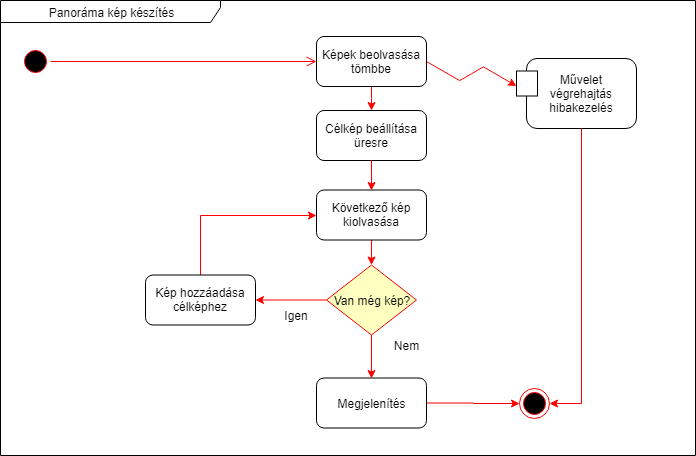 Panoráma kép készítés
Képek beolvasása
tömbbe
Művelet
végrehajtás
hibakezelés
Célkép beállítása
üresre
Következő kép
kiolvasása
Kép hozzáadása
célképhez
Van még kép?
Igen
Nem
Megjelenítés